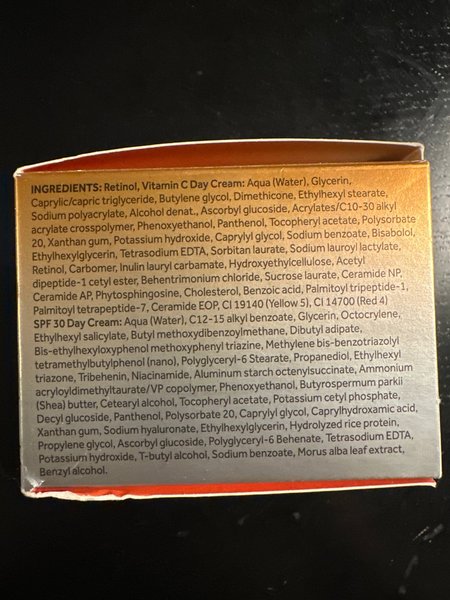 INGREDIENTS: Retinol, Vitamin C Day Cream: Aqua (Water), Glycerin,
Caprylic/capric triglyceride, Butylene glycol, Dimethicone, Ethylhexyl stearate,
Sodium polyacrylate, Alcohol denat., Ascorbyl glucoside, Acrylates/C10-30 alkyl
acrylate crosspolymer, Phenoxyethanol, Panthenol, Tocopheryl acetate, Polysorbate
20, Xanthan gum, Potassium hydroxide, Caprylyl glycol, Sodium benzoate, Bisabolol,
Ethylhexylglycerin, Tetrasodium EDTA, Sorbitan laurate, Sodium lauroyl lactylate,
Retinol, Carbomer, Inulin lauryl carbamate, Hydroxyethylcellulose, Acetyl
dipeptide-1 cetyl ester, Behentrimonium chloride, Sucrose laurate, Ceramide NP,
Ceramide AP, Phytosphingosine, Cholesterol, Benzoic acid, Palmitoyl tripeptide-1,
Palmitoyl tetrapeptide-7, Ceramide EOP, CI 19140 (Yellow 5), CI 14700 (Red 4)
SPF 30 Day Cream: Aqua (Water), C12-15 alkyl benzoate, Glycerin, Octocrylene,
Ethylhexyl salicylate, Butyl methoxydibenzoylmethane, Dibutyl adipate,
Bis-ethylhexyloxyphenol methoxyphenyl triazine, Methylene bis-benzotriazolyl
tetramethylbutylphenol (nano), Polyglyceryl-6 Stearate, Propanediol, Ethylhexyl
triazone, Tribehenin, Niacinamide, Aluminum starch octenylsuccinate, Ammonium
acryloyldimethyltaurate/VP copolymer, Phenoxyethanol, Butyrospermum parkii
(Shea) butter, Cetearyl alcohol, Tocopheryl acetate, Potassium cetyl phosphate,
Decyl glucoside, Panthenol, Polysorbate 20, Caprylyl glycol, Caprylhydroxamic acid,
Xanthan gum, Sodium hyaluronate, Ethylhexylglycerin, Hydrolyzed rice protein,
Propylene glycol, Ascorbyl glucoside, Polyglyceryl-6 Behenate, Tetrasodium EDTA,
Potassium hydroxide, T-butyl alcohol, Sodium benzoate, Morus alba leaf extract,
Benzyl alcohol.